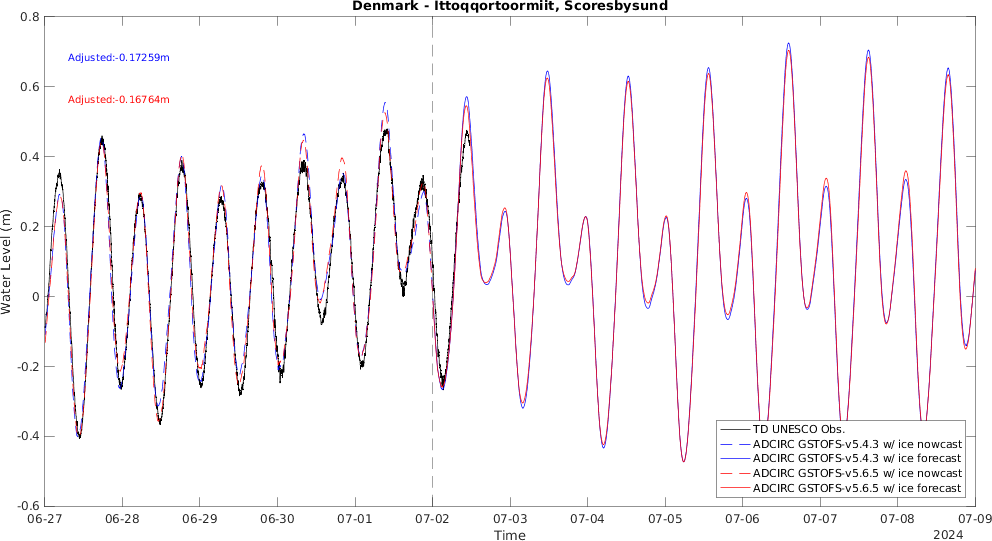 Denmark - Ittoqqortoormiit, Scoresbysund
0.8
Adjusted:-0.17259m
0.6
Adjusted:-0.16764m
0.4
0.2
0
-0.2
-0.4
-0.6
Water Level (m)
TD UNESCO Obs.
ADCIRC GSTOFS-v5.4.3 w/ice nowcast
ADCIRC GSTOFS-v5.4.3 w/ice forecast
ADCIRC GSTOFS-v5.6.5 w/ice nowcast
ADCIRC GSTOFS-v5.6.5 w/ice forecast
06-27 06-28 06-29 06-30 07-01 07-02 07-03 07-04 07-05 07-06 07-07 07-08 07-09
Time
2024